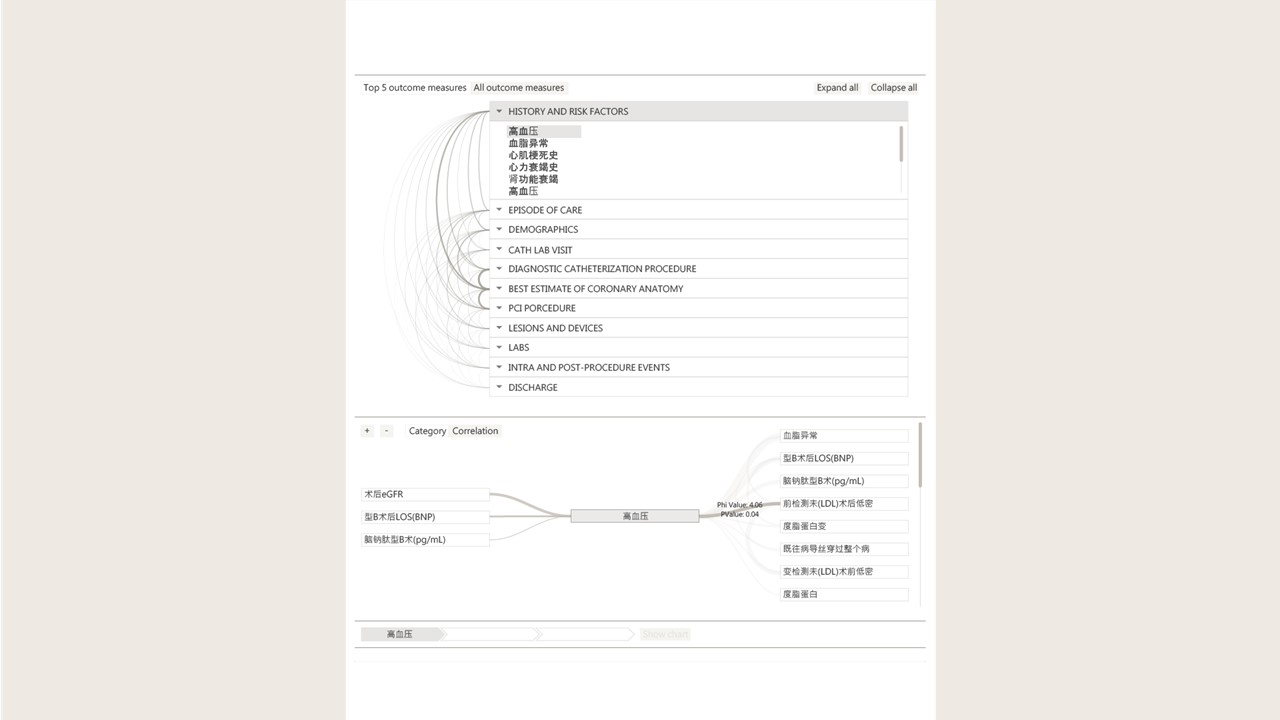 Top 5 outcome measures All outcome measures Expand all Collapse all
HISTORY AND RISK FACTORS
高血压
血脂异常
心肌梗死史
心力衰竭史
肾功能衰竭
高血压
EPISODE OF CARE
DEMOGRAPHICS
CATH LAB VISIT
DIAGNOSTIC CATHETERIZATION PROCEDURE
BEST ESTIMATE OF CORONARY ANATOMY
PCI PORCEDURE
LESIONS AND DEVICES
LABS
INTRA AND POST-PROCEDURE EVENTS
DISCHARGE
+ - Category Correlation
术后eGFR
型B术后LOS(BNP)
脑钠肽型B术(pg/mL)
高血压
Phi Value: 4.06
PValue: 0.04
血脂异常
型B术后LOS(BNP)
脑钠肽型B术(pg/mL)
前检测未(LDL)术后低密
度脂蛋白变
既往病导丝穿过整个病
变检测未(LDL)术前低密
度脂蛋白
高血压 Show chart